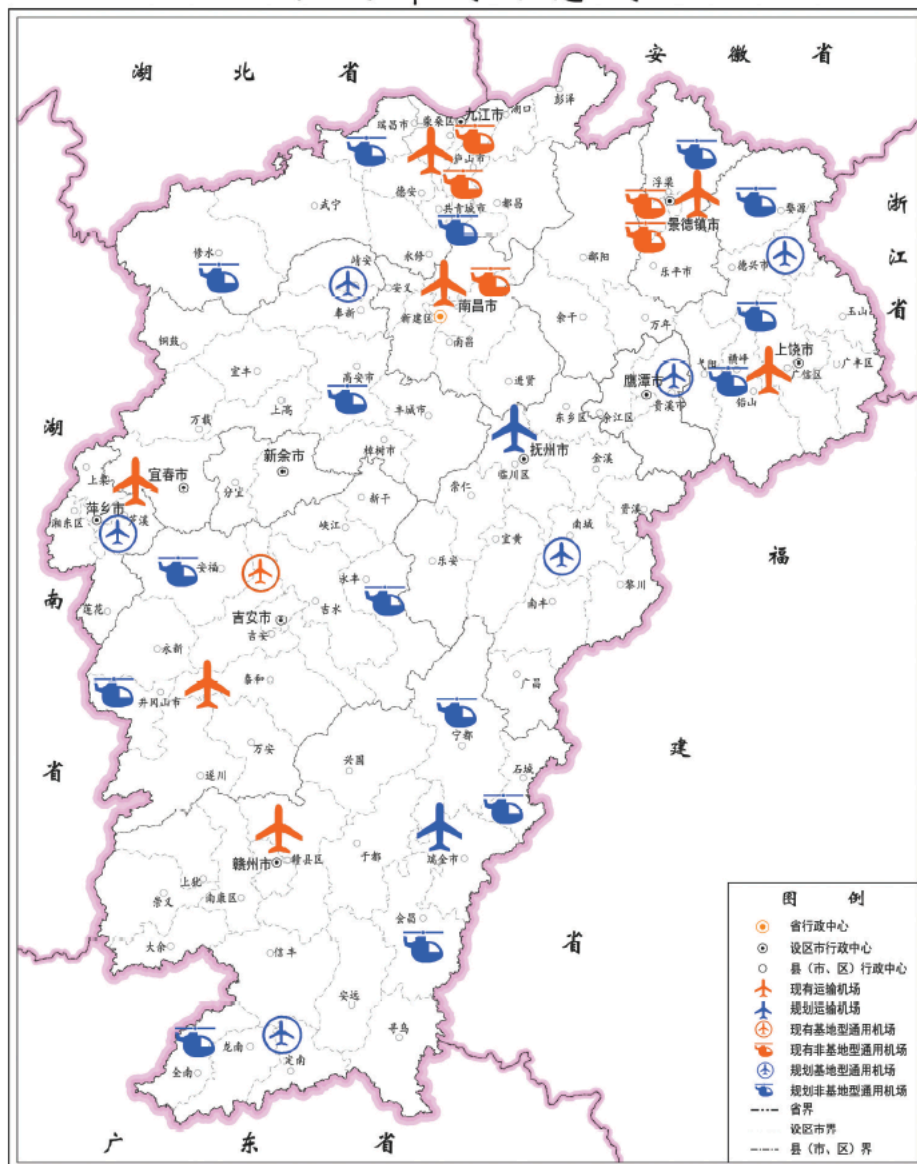 湖北省
安徽省
浙江省
湖南省
福建省
广东省
彭泽
九江市
湖口
柴桑区
瑞昌市
庐山市
浮梁
德安
武宁
共青城市
都昌
景德镇市
婺源
修水
靖安
永修
鄱阳
乐平市
德兴市
安义
奉新
南昌市
新建区
余干
万年
玉山
铜鼓
南昌
上饶市
宜丰
高安市
进贤
鹰潭市
弋阳
横峰
广信区
广丰区
贵溪市
铅山
万载
上高
丰城市
东乡区
余江区
樟树市
抚州市
新余市
临川区
金溪
上栗
宜春市
分宜
新干
崇仁
资溪
湘东区
萍乡市
芦溪
峡江
宜黄
南城
安福
永丰
乐安
黎川
莲花
吉水
南丰
吉安市
吉安
永新
井冈山市
泰和
广昌
万安
宁都
遂川
兴国
石城
赣州市
赣县区
于都
瑞金市
上犹
崇义
南康区
会昌
大余
信丰
安远
寻乌
龙南
全南
定南
图例
省行政中心
设区市行政中心
县（市、区）行政中心
现有运输机场
规划运输机场
现有基地型通用机场
现有非基地型通用机场
规划基地型通用机场
规划非基地型通用机场
省界
设区市界
县（市、区）界